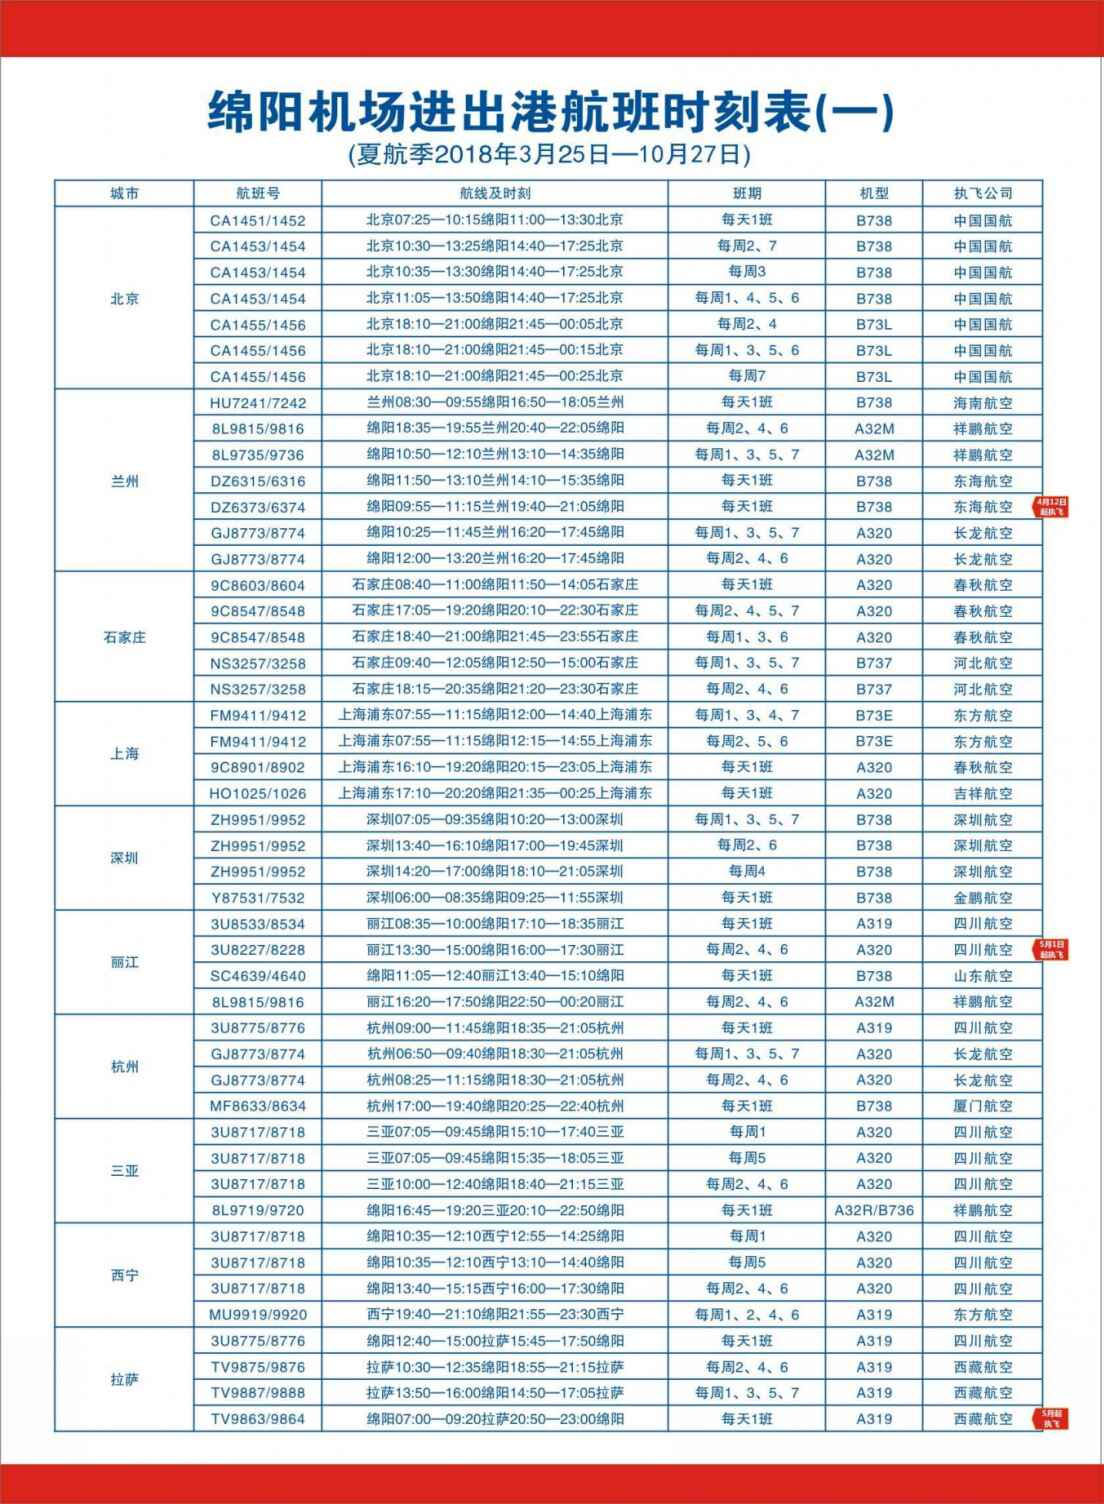 绵阳机场进出港航班时刻表(一)
(夏航季2018年3月25日—10月27日)
城市 航班号 航线及时刻 班期 机型 执飞公司
北京
CA1451/1452 北京07:25—10:15绵阳11:00—13:30北京 每天1班 B738 中国国航
CA1453/1454 北京10:30—13:25绵阳14:40—17:25北京 每周2、7 B738 中国国航
CA1453/1454 北京10:35—13:30绵阳14:40—17:25北京 每周3 B738 中国国航
CA1453/1454 北京11:05—13:50绵阳14:40—17:25北京 每周1、4、5、6 B738 中国国航
CA1455/1456 北京18:10—21:00绵阳21:45—00:05北京 每周2、4 B73L 中国国航
CA1455/1456 北京18:10—21:00绵阳21:45—00:15北京 每周1、3、5、6 B73L 中国国航
CA1455/1456 北京18:10—21:00绵阳21:45—00:25北京 每周7 B73L 中国国航
兰州
HU7241/7242 兰州08:30—09:55绵阳16:50—18:05兰州 每天1班 B738 海南航空
8L9815/9816 绵阳18:35—19:55兰州20:40—22:05绵阳 每周2、4、6 A32M 祥鹏航空
8L9735/9736 绵阳10:50—12:10兰州13:10—14:35绵阳 每周1、3、5、7 A32M 祥鹏航空
DZ6315/6316 绵阳11:50—13:10兰州14:10—15:35绵阳 每天1班 B738 东海航空
DZ6373/6374 绵阳09:55—11:15兰州19:40—21:05绵阳 每天1班 B738 东海航空 4月12日起执飞
GJ8773/8774 绵阳10:25—11:45兰州16:20—17:45绵阳 每周1、3、5、7 A320 长龙航空
GJ8773/8774 绵阳12:00—13:20兰州16:20—17:45绵阳 每周2、4、6 A320 长龙航空
石家庄
9C8603/8604 石家庄08:40—11:00绵阳11:50—14:05石家庄 每天1班 A320 春秋航空
9C8547/8548 石家庄17:05—19:20绵阳20:10—22:30石家庄 每周2、4、5、7 A320 春秋航空
9C8547/8548 石家庄18:40—21:00绵阳21:45—23:55石家庄 每周1、3、6 A320 春秋航空
NS3257/3258 石家庄09:40—12:05绵阳12:50—15:00石家庄 每周1、3、5、7 B737 河北航空
NS3257/3258 石家庄18:15—20:35绵阳21:20—23:30石家庄 每周2、4、6 B737 河北航空
上海
FM9411/9412 上海浦东07:55—11:15绵阳12:00—14:40上海浦东 每周1、3、4、7 B73E 东方航空
FM9411/9412 上海浦东07:55—11:15绵阳12:15—14:55上海浦东 每周2、5、6 B73E 东方航空
9C8901/8902 上海浦东16:10—19:20绵阳20:15—23:05上海浦东 每天1班 A320 春秋航空
HO1025/1026 上海浦东17:10—20:20绵阳21:35—00:25上海浦东 每天1班 A320 吉祥航空
深圳
ZH9951/9952 深圳07:05—09:35绵阳10:20—13:00深圳 每周1、3、5、7 B738 深圳航空
ZH9951/9952 深圳13:40—16:10绵阳17:00—19:45深圳 每周2、6 B738 深圳航空
ZH9951/9952 深圳14:20—17:00绵阳18:10—21:05深圳 每周4 B738 深圳航空
Y87531/7532 深圳06:00—08:35绵阳09:25—11:55深圳 每天1班 B738 金鹏航空
丽江
3U8533/8534 丽江08:35—10:00绵阳17:10—18:35丽江 每天1班 A319 四川航空
3U8227/8228 丽江13:30—15:00绵阳16:00—17:30丽江 每周2、4、6 A320 四川航空 5月1日起执飞
SC4639/4640 绵阳11:05—12:40丽江13:40—15:10绵阳 每天1班 B738 山东航空
8L9815/9816 丽江16:20—17:50绵阳22:50—00:20丽江 每周2、4、6 A32M 祥鹏航空
杭州
3U8775/8776 杭州09:00—11:45绵阳18:35—21:05杭州 每天1班 A319 四川航空
GJ8773/8774 杭州06:50—09:40绵阳18:30—21:05杭州 每周1、3、5、7 A320 长龙航空
GJ8773/8774 杭州08:25—11:15绵阳18:30—21:05杭州 每周2、4、6 A320 长龙航空
MF8633/8634 杭州17:00—19:40绵阳20:25—22:40杭州 每天1班 B738 厦门航空
三亚
3U8717/8718 三亚07:05—09:45绵阳15:10—17:40三亚 每周1 A320 四川航空
3U8717/8718 三亚07:05—09:45绵阳15:35—18:05三亚 每周5 A320 四川航空
3U8717/8718 三亚10:00—12:40绵阳18:40—21:15三亚 每周2、4、6 A320 四川航空
8L9719/9720 绵阳16:45—19:20三亚20:10—22:50绵阳 每天1班 A32R/B736 祥鹏航空
西宁
3U8717/8718 绵阳10:35—12:10西宁12:55—14:25绵阳 每周1 A320 四川航空
3U8717/8718 绵阳10:35—12:10西宁13:10—14:40绵阳 每周5 A320 四川航空
3U8717/8718 绵阳13:40—15:15西宁16:00—17:30绵阳 每周2、4、6 A320 四川航空
MU9919/9920 西宁19:40—21:10绵阳21:55—23:30西宁 每周1、2、4、6 A319 东方航空
拉萨
3U8775/8776 绵阳12:40—15:00拉萨15:45—17:50绵阳 每天1班 A319 四川航空
TV9875/9876 拉萨10:30—12:35绵阳18:55—21:15拉萨 每周2、4、6 A319 西藏航空
TV9887/9888 拉萨13:50—16:00绵阳14:50—17:05拉萨 每周1、3、5、7 A319 西藏航空
TV9863/9864 绵阳07:00—09:20拉萨20:50—23:00绵阳 每天1班 A319 西藏航空 5月起执飞